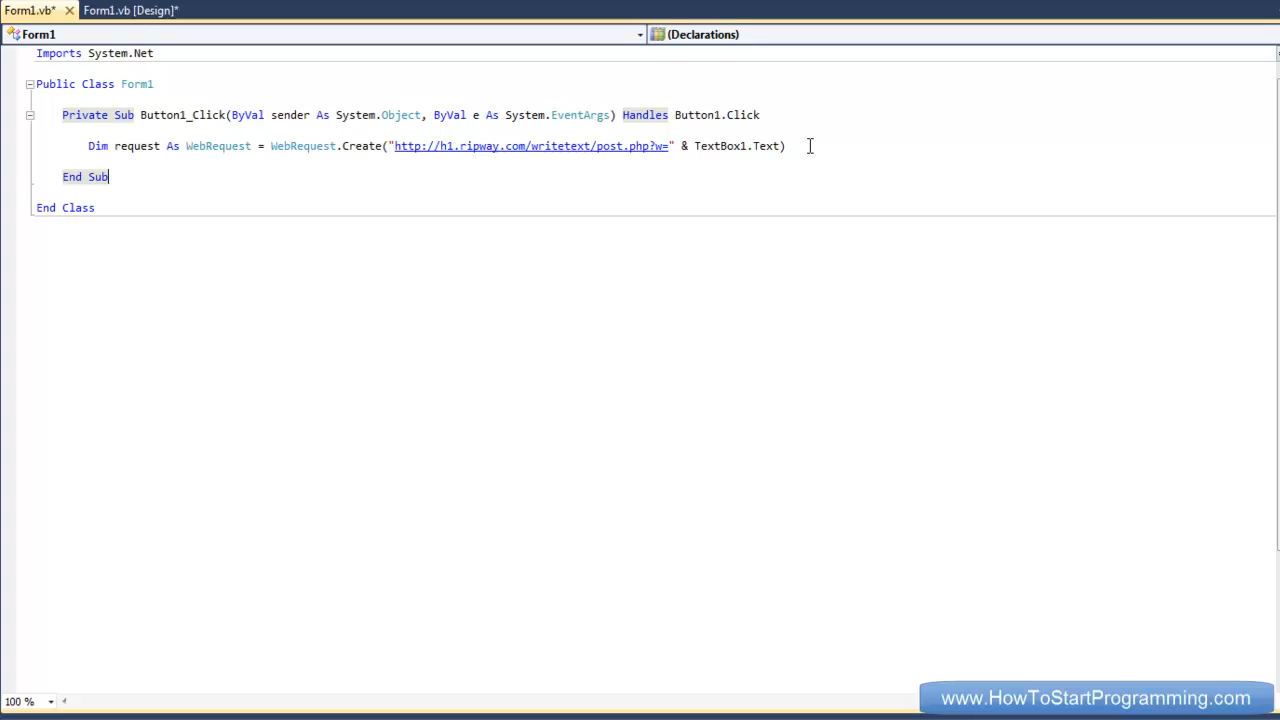 Form1.vb* Form1.vb [Design]*
Form1 (Declarations)
Imports System.Net
Public Class Form1
Private Sub Button1_Click(ByVal sender As System.Object, ByVal e As System.EventArgs) Handles Button1.Click
Dim request As WebRequest = WebRequest.Create("http://h1.ripway.com/writetext/post.php?w=" & TextBox1.Text)
End Sub
End Class
100 %
www.HowToStartProgramming.com